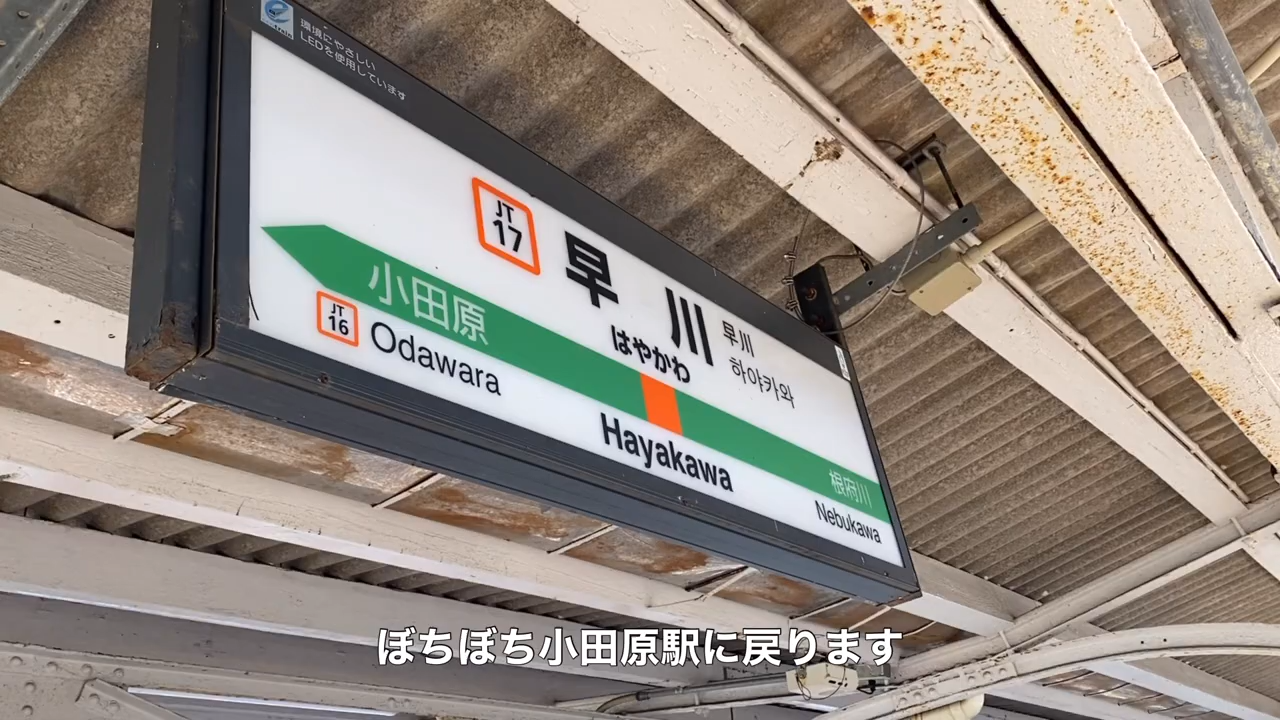 環境にやさしい
LEDを使用しています
JT
17
早川
早川
はやかわ
하야카와
小田原
JT
16
Odawara
Hayakawa
根府川
Nebukawa
ぼちぼち小田原駅に戻ります